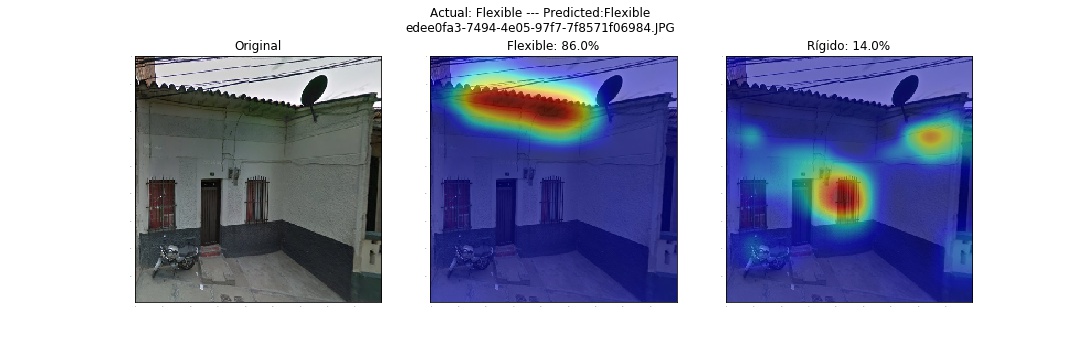 Actual: Flexible --- Predicted:Flexible
edee0fa3-7494-4e05-97f7-7f8571f06984.JPG
Original
Flexible: 86.0%
Rígido: 14.0%